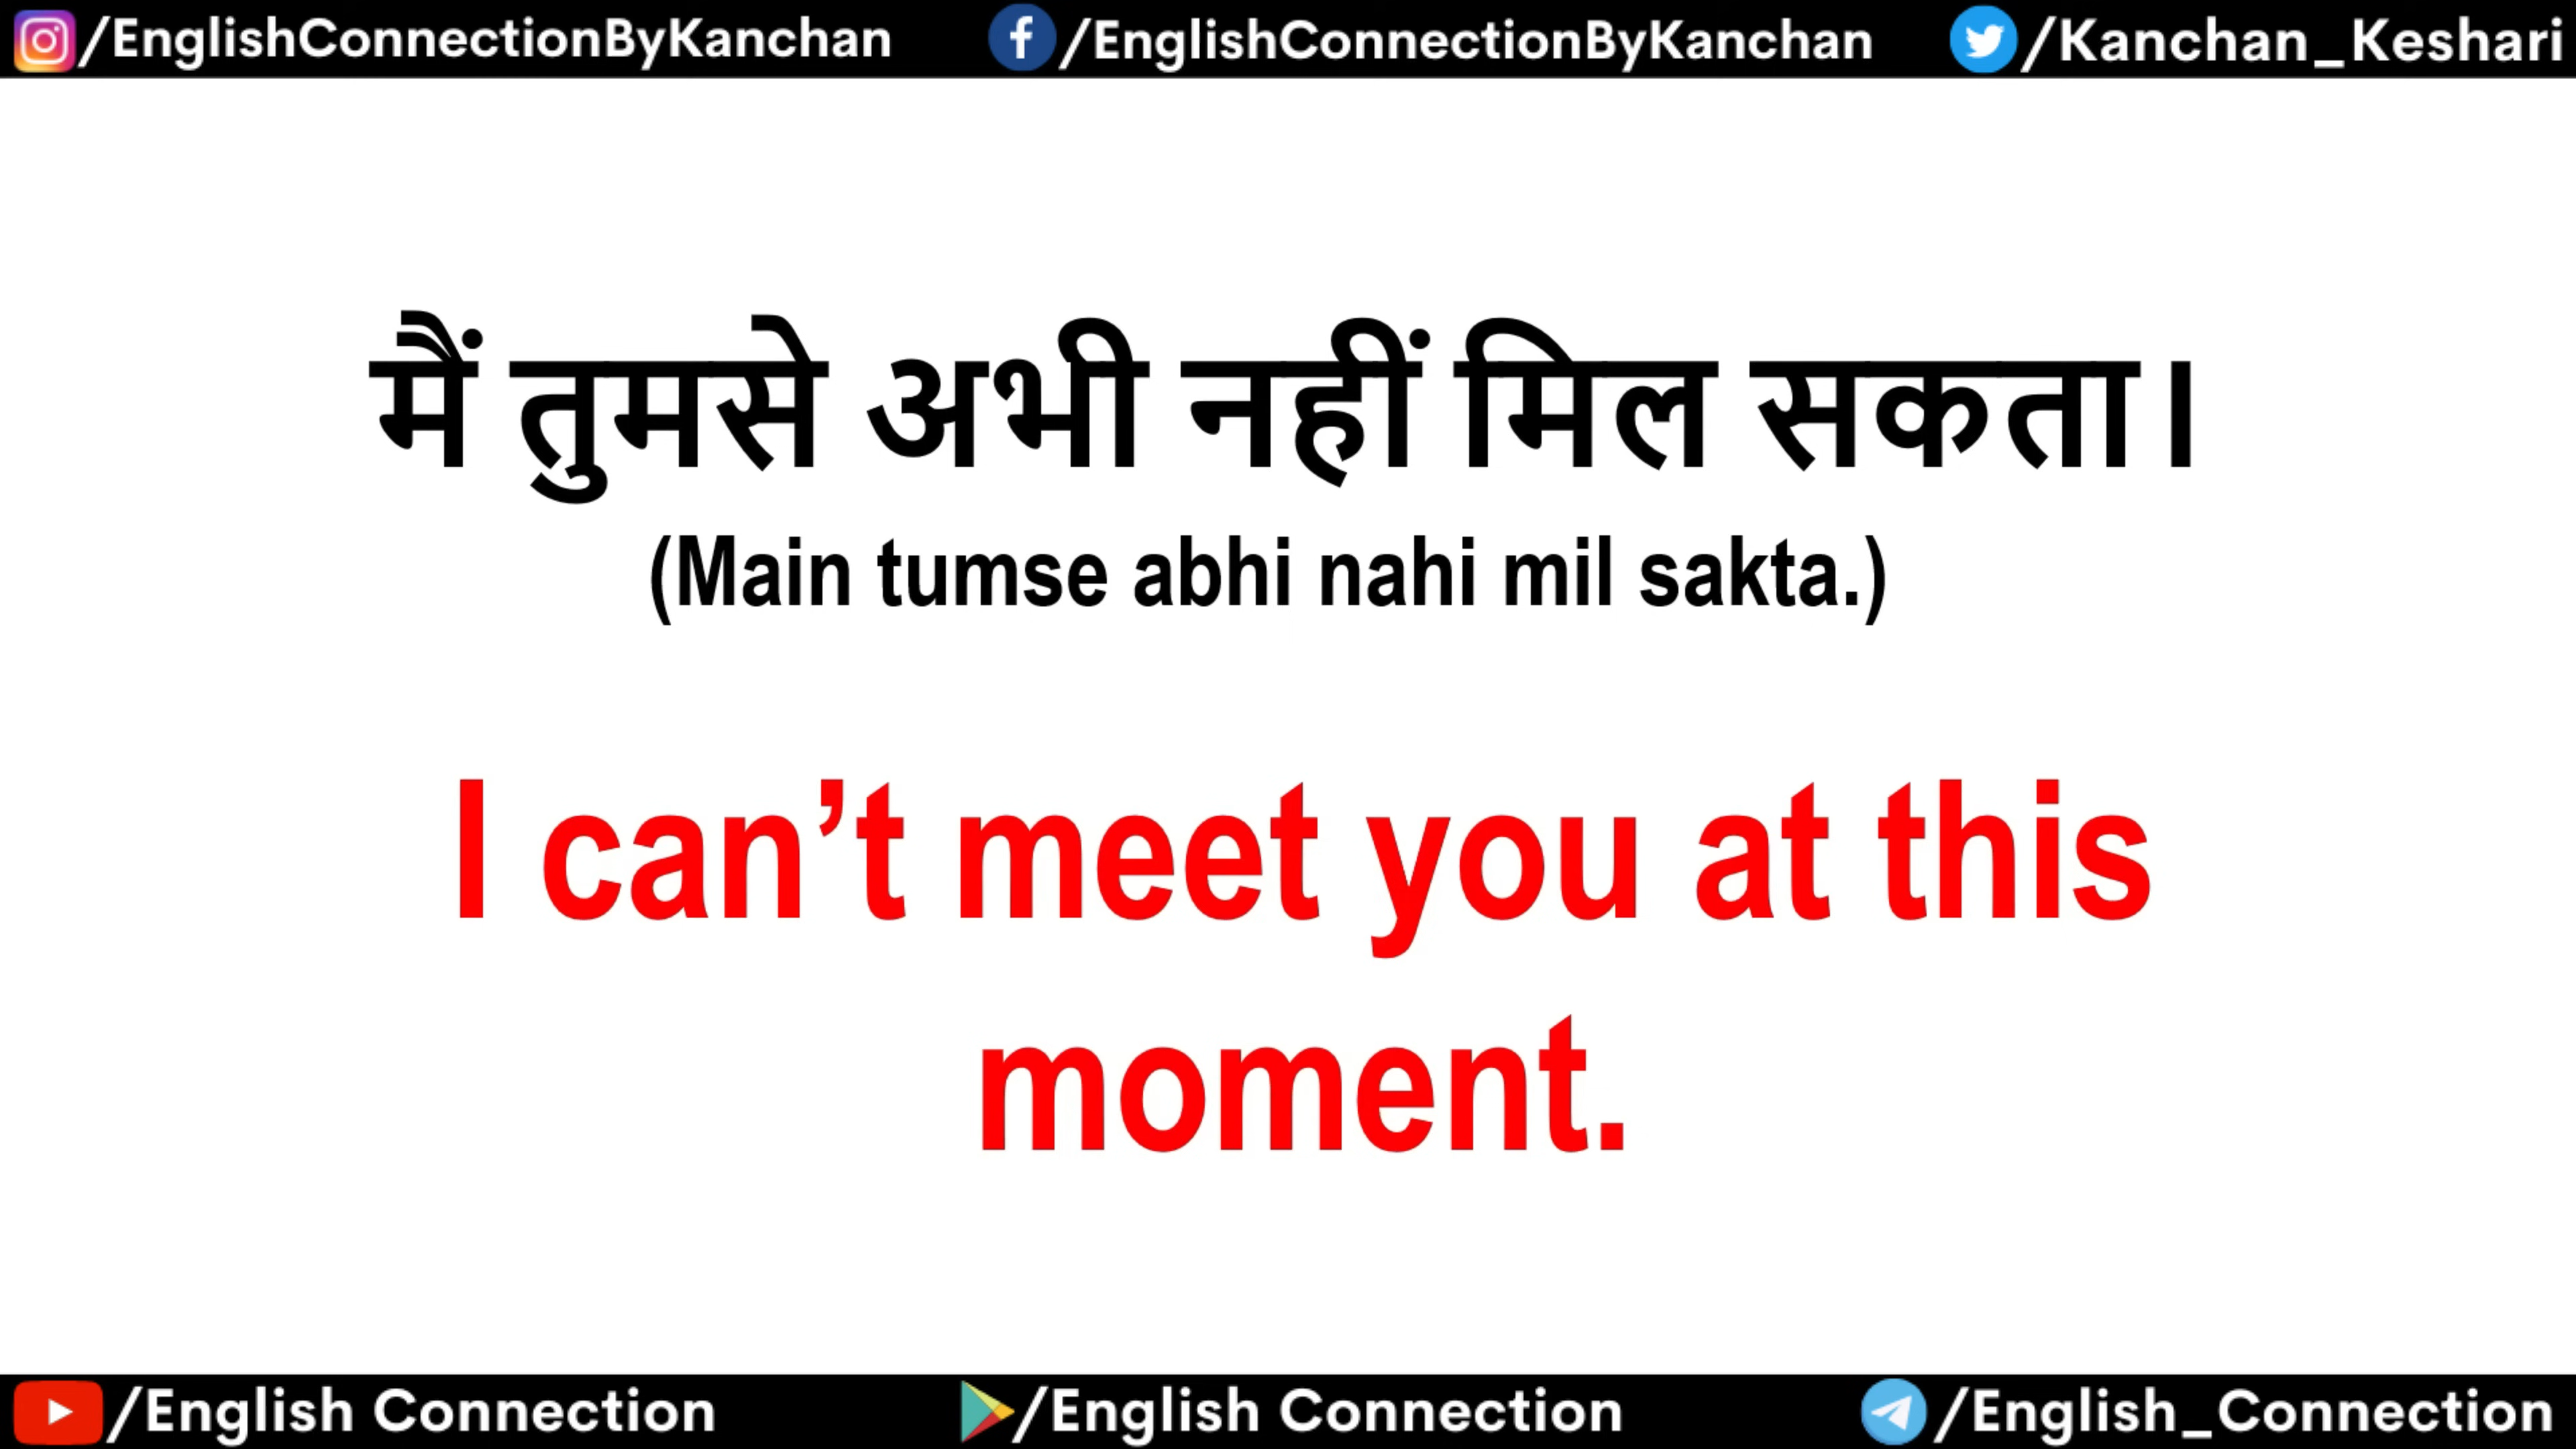 /EnglishConnectionByKanchan /EnglishConnectionByKanchan /Kanchan_Keshari
मैं तुमसे अभी नहीं मिल सकता।
(Main tumse abhi nahi mil sakta.)
I can’t meet you at this
moment.
/English Connection /English Connection /English_Connection